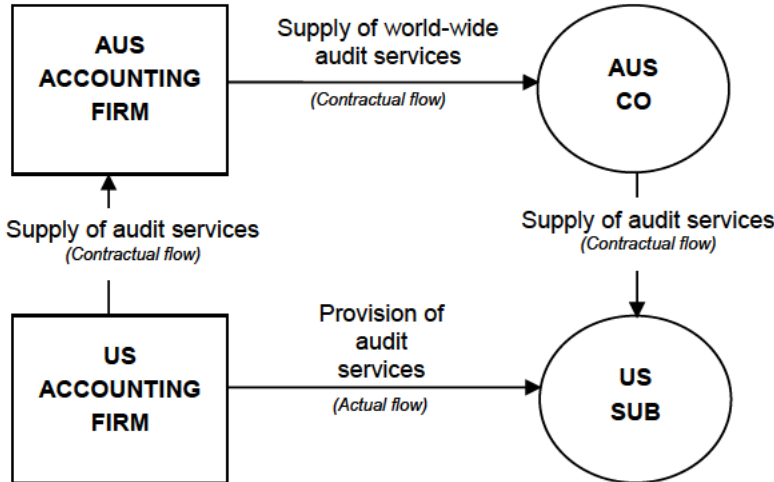 AUS
ACCOUNTING
FIRM
Supply of world-wide
audit services
(Contractual flow)
AUS
CO
Supply of audit services
(Contractual flow)
Supply of audit services
(Contractual flow)
US
ACCOUNTING
FIRM
Provision of
audit
services
(Actual flow)
US
SUB